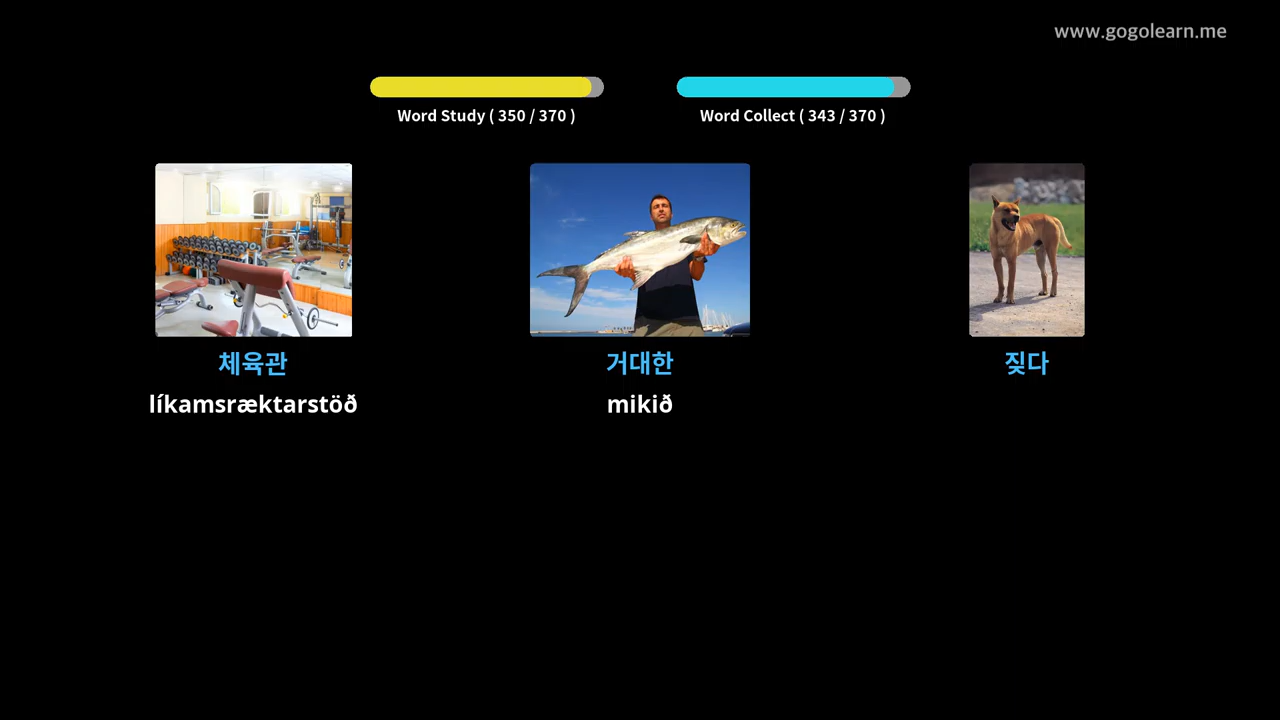 www.gogolearn.me
Word Study ( 350 / 370 )
Word Collect ( 343 / 370 )
체육관
거대한
짖다
líkamsræktarstöð
mikið